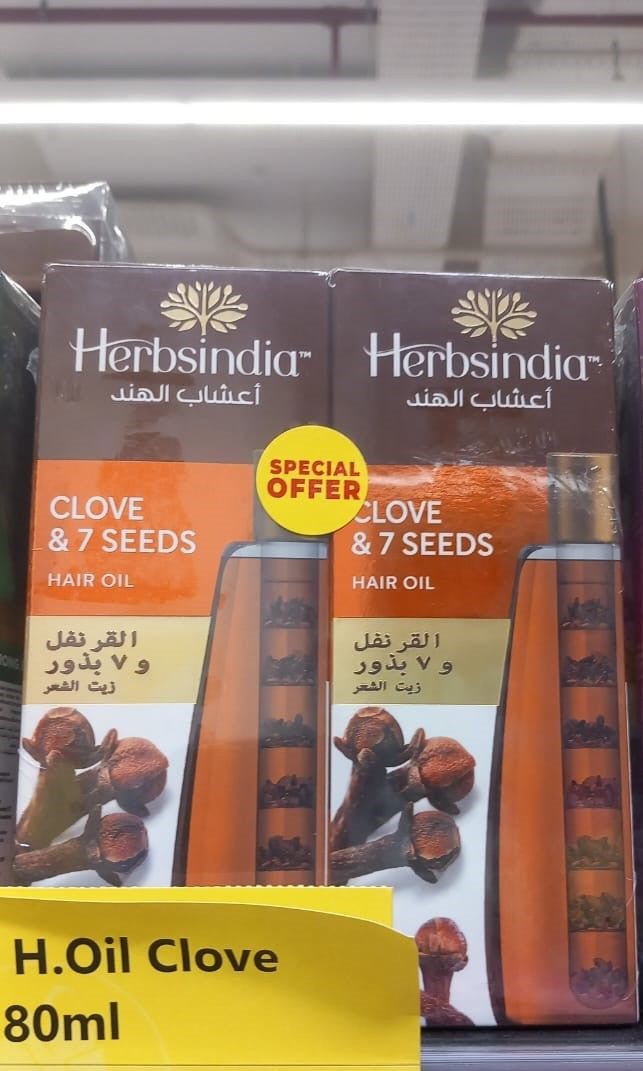 Herbsindia™
أعشاب الهند
CLOVE
& 7 SEEDS
HAIR OIL
القرنفل
و ٧ بذور
زيت الشعر
SPECIAL
OFFER
Herbsindia™
أعشاب الهند
CLOVE
& 7 SEEDS
HAIR OIL
القرنفل
و ٧ بذور
زيت الشعر
H.Oil Clove
80ml